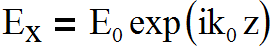 Eₓ = E₀ exp(ik₀ z)